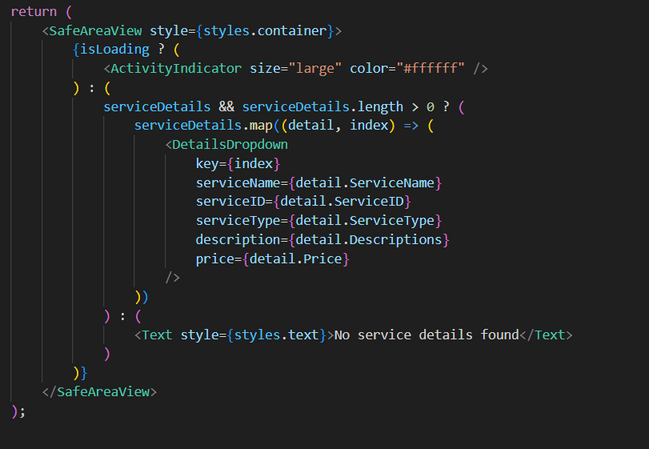 return (
    <SafeAreaView style={styles.container}>
        {isLoading ? (
            <ActivityIndicator size="large" color="#ffffff" />
        ) : (
            serviceDetails && serviceDetails.length > 0 ? (
                serviceDetails.map((detail, index) => (
                    <DetailsDropdown
                        key={index}
                        serviceName={detail.ServiceName}
                        serviceID={detail.ServiceID}
                        serviceType={detail.ServiceType}
                        description={detail.Descriptions}
                        price={detail.Price}
                    />
                ))
            ) : (
                <Text style={styles.text}>No service details found</Text>
            )
        )}
    </SafeAreaView>
);